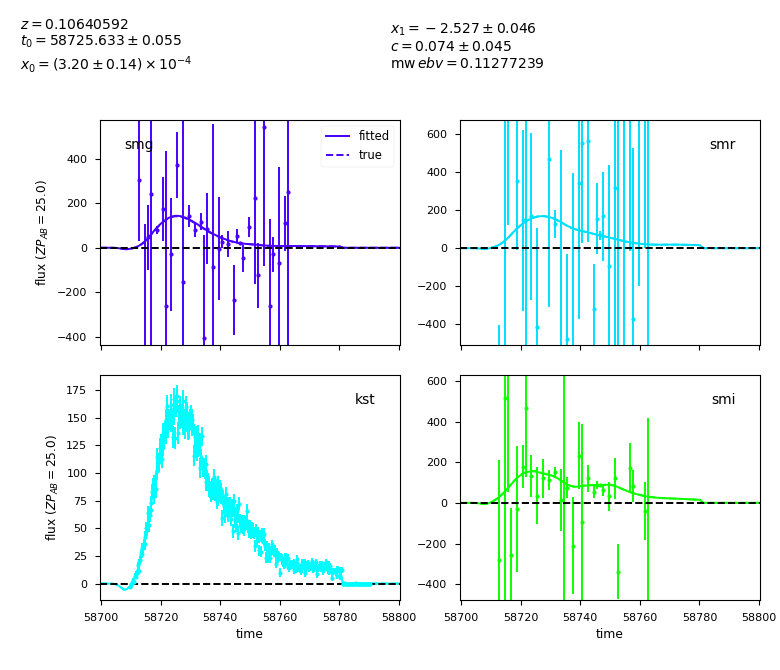 z = 0.10640592
t₀ = 58725.633 ± 0.055
x₀ = (3.20 ± 0.14) × 10⁻⁴
x₁ = −2.527 ± 0.046
c = 0.074 ± 0.045
mw ebv = 0.11277239
smg
fitted
true
400
200
0
−200
−400
flux (ZP_AB = 25.0)
smr
600
400
200
0
−200
−400
kst
175
150
125
100
75
50
25
0
flux (ZP_AB = 25.0)
58700 58720 58740 58760 58780 58800
time
smi
600
400
200
0
−200
−400
58700 58720 58740 58760 58780 58800
time